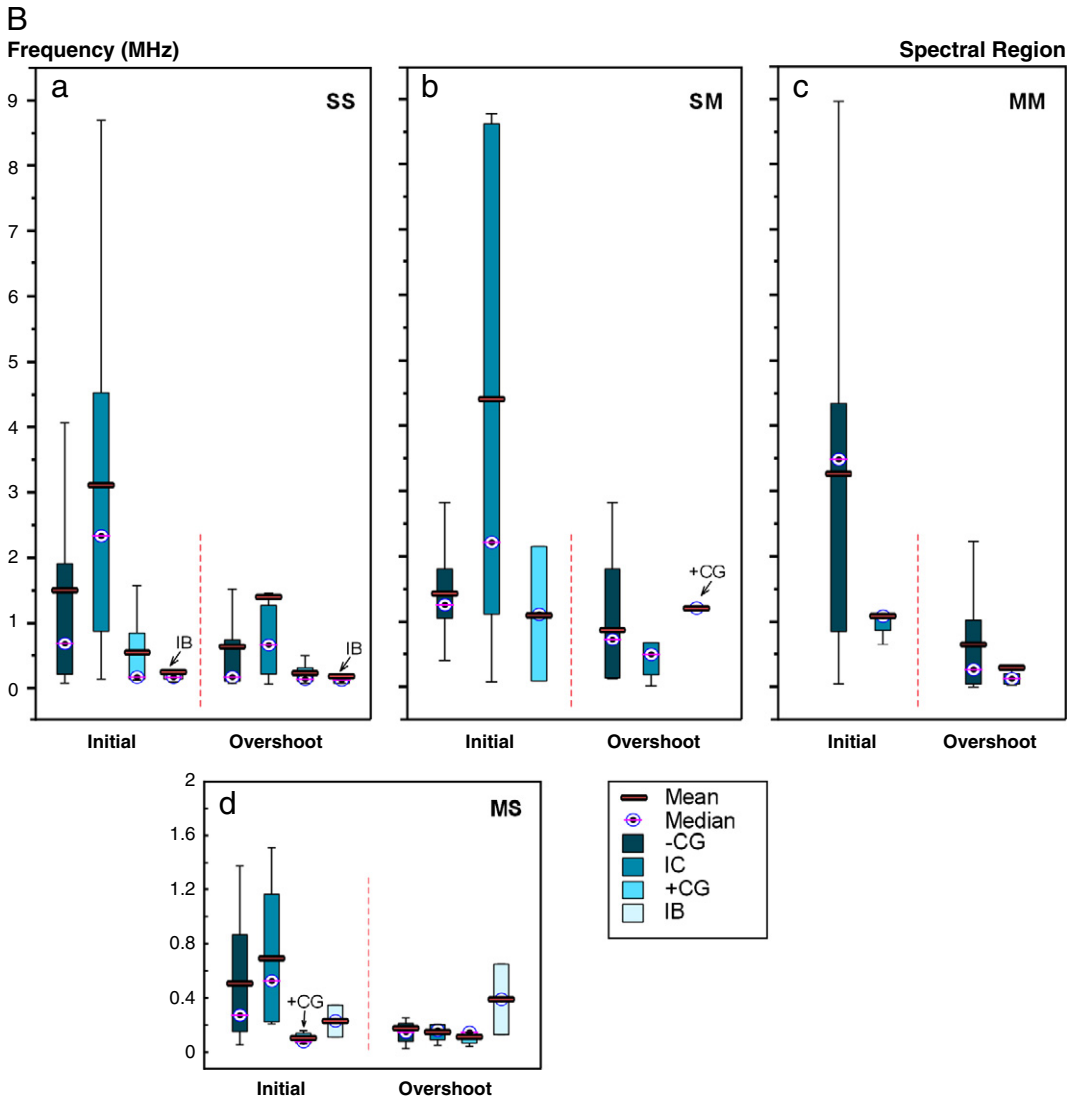 B
Frequency (MHz)
Spectral Region
a
SS
b
SM
c
MM
9
8
7
6
5
4
3
2
1
0
IB
IB
+CG
Initial
Overshoot
Initial
Overshoot
Initial
Overshoot
d
MS
2
1.6
1.2
0.8
0.4
0
+CG
Initial
Overshoot
Mean
Median
-CG
IC
+CG
IB